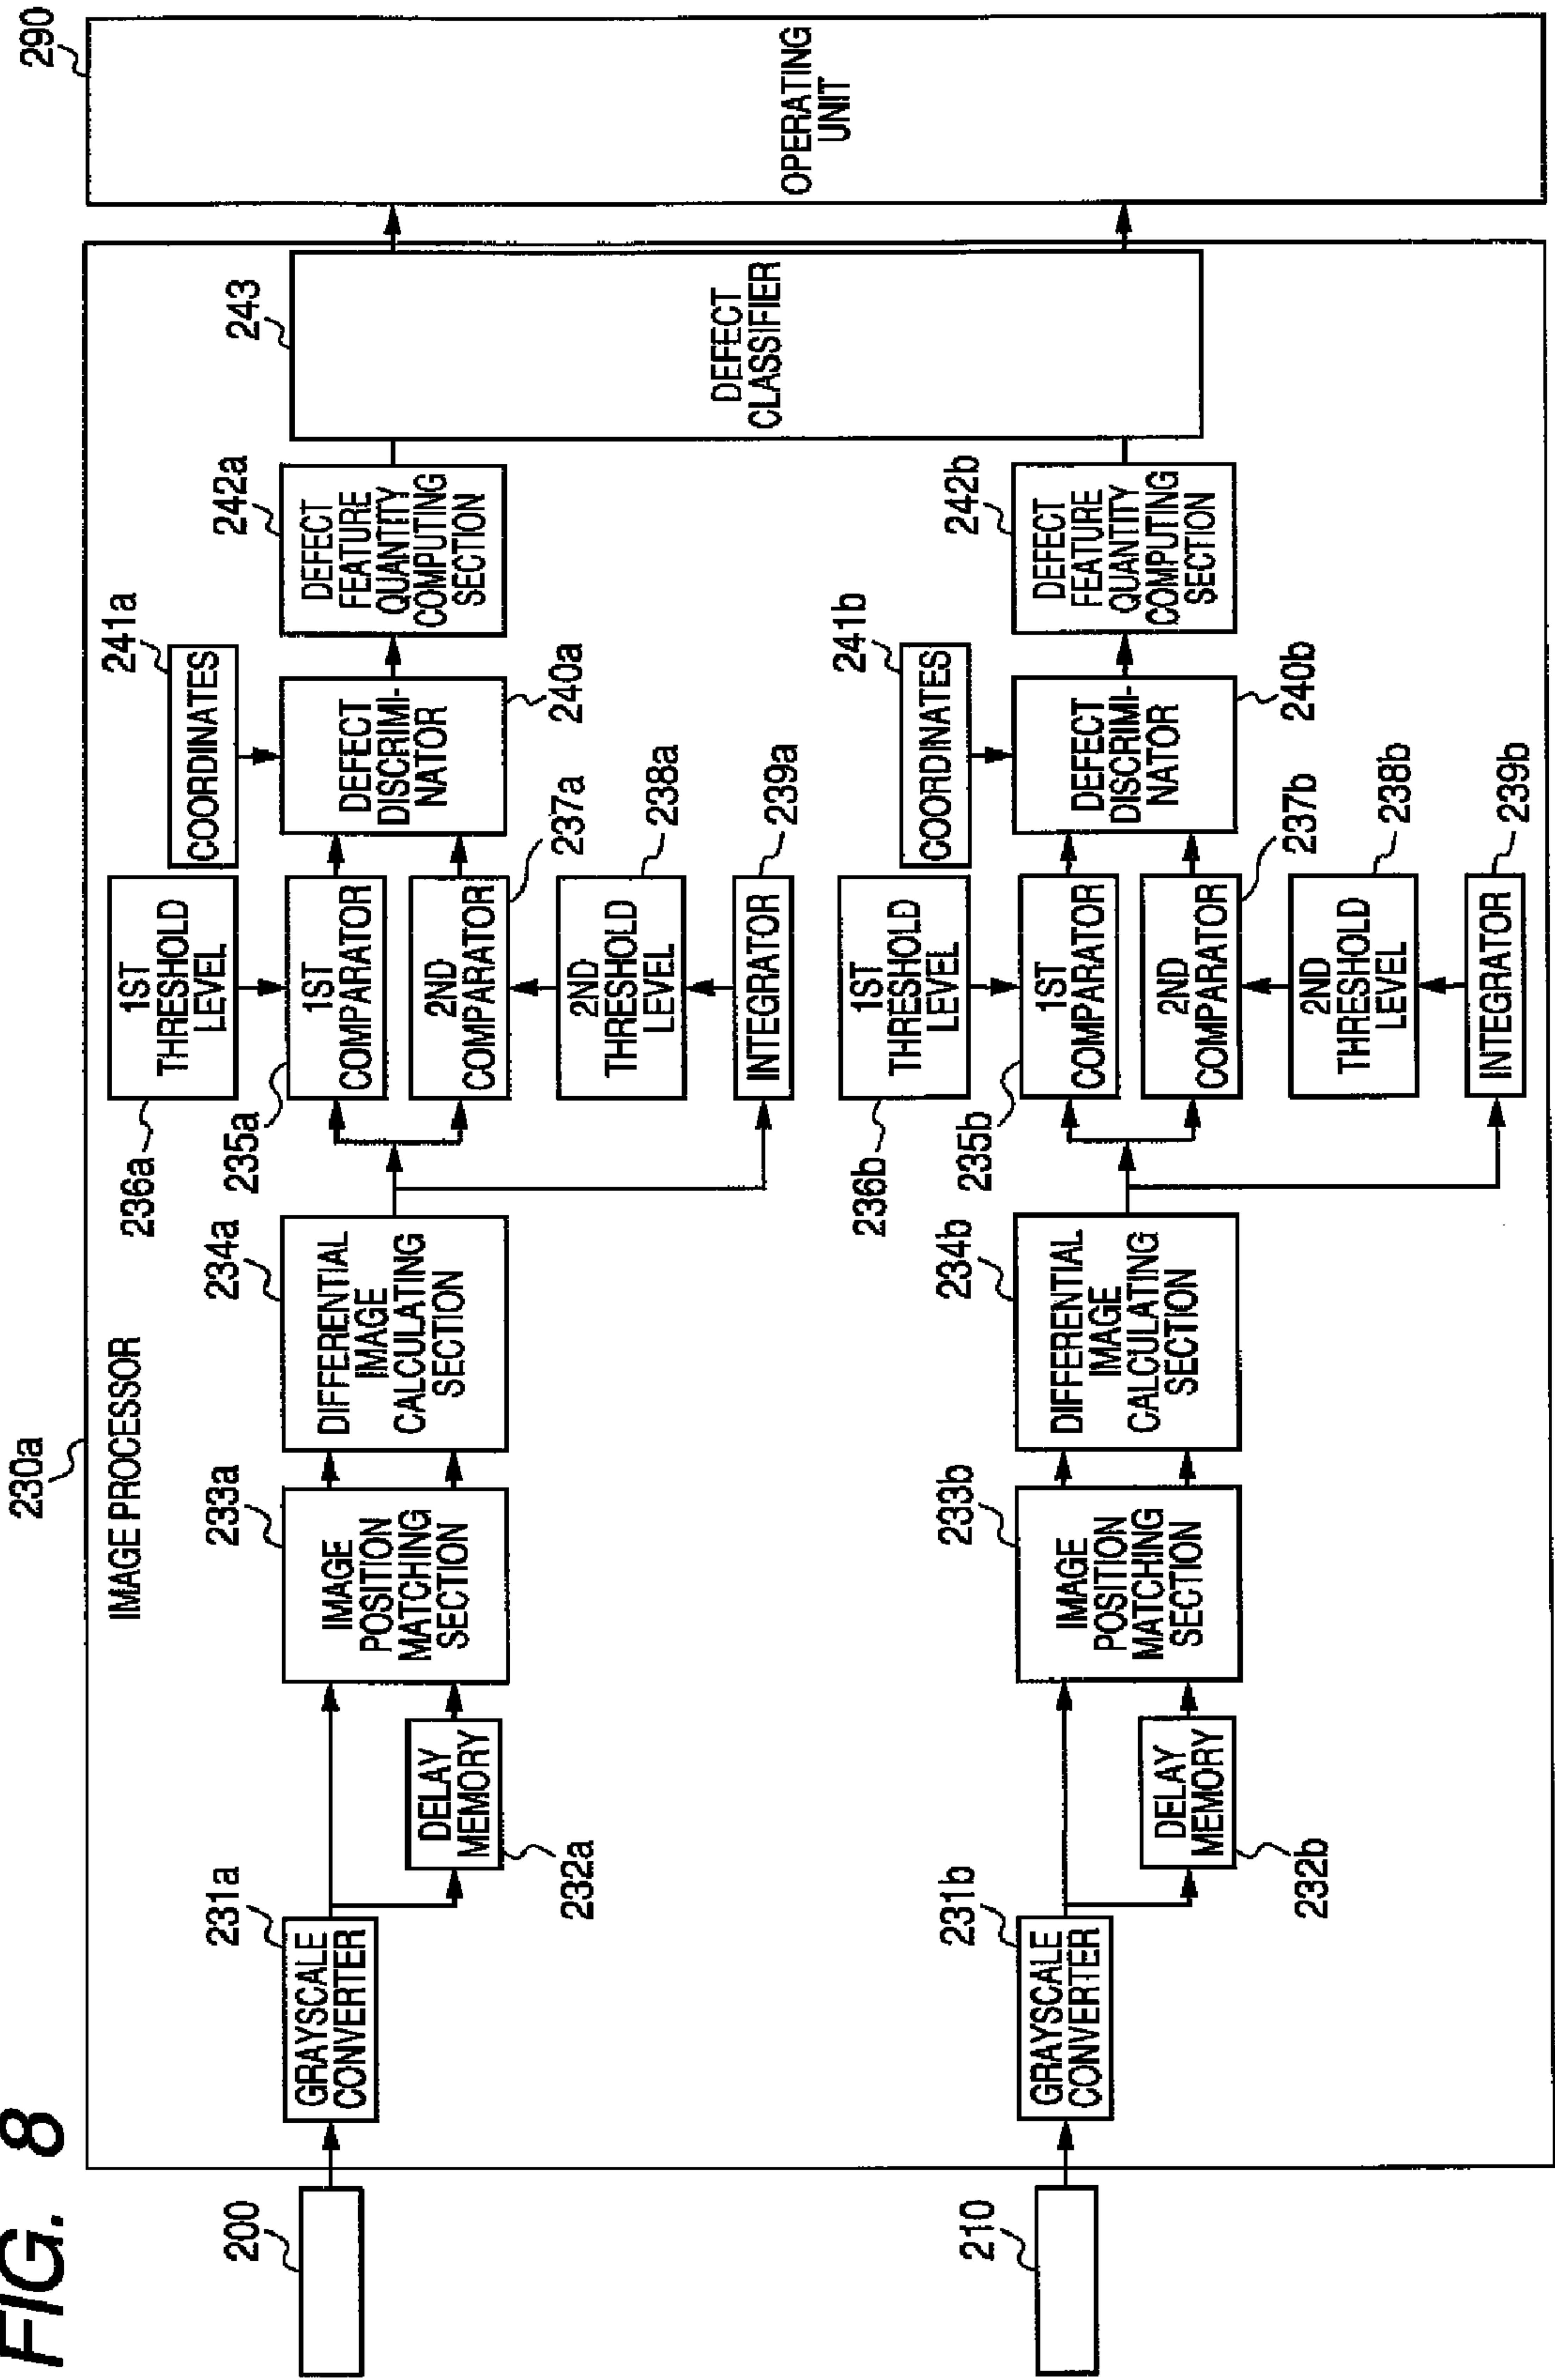 FIG. 8
230a
290
IMAGE PROCESSOR
200
231a
GRAYSCALE
CONVERTER
DELAY
MEMORY
232a
233a
IMAGE
POSITION
MATCHING
SECTION
234a
DIFFERENTIAL
IMAGE
CALCULATING
SECTION
236a
1ST
THRESHOLD
LEVEL
235a
1ST
COMPARATOR
2ND
COMPARATOR
237a
2ND
THRESHOLD
LEVEL
238a
INTEGRATOR
239a
241a
COORDINATES
DEFECT
DISCRIMI-
NATOR
240a
242a
DEFECT
FEATURE
QUANTITY
COMPUTING
SECTION
243
DEFECT
CLASSIFIER
OPERATING
UNIT
210
231b
GRAYSCALE
CONVERTER
DELAY
MEMORY
232b
233b
IMAGE
POSITION
MATCHING
SECTION
234b
DIFFERENTIAL
IMAGE
CALCULATING
SECTION
236b
1ST
THRESHOLD
LEVEL
235b
1ST
COMPARATOR
2ND
COMPARATOR
237b
2ND
THRESHOLD
LEVEL
238b
INTEGRATOR
239b
241b
COORDINATES
DEFECT
DISCRIMI-
NATOR
240b
242b
DEFECT
FEATURE
QUANTITY
COMPUTING
SECTION